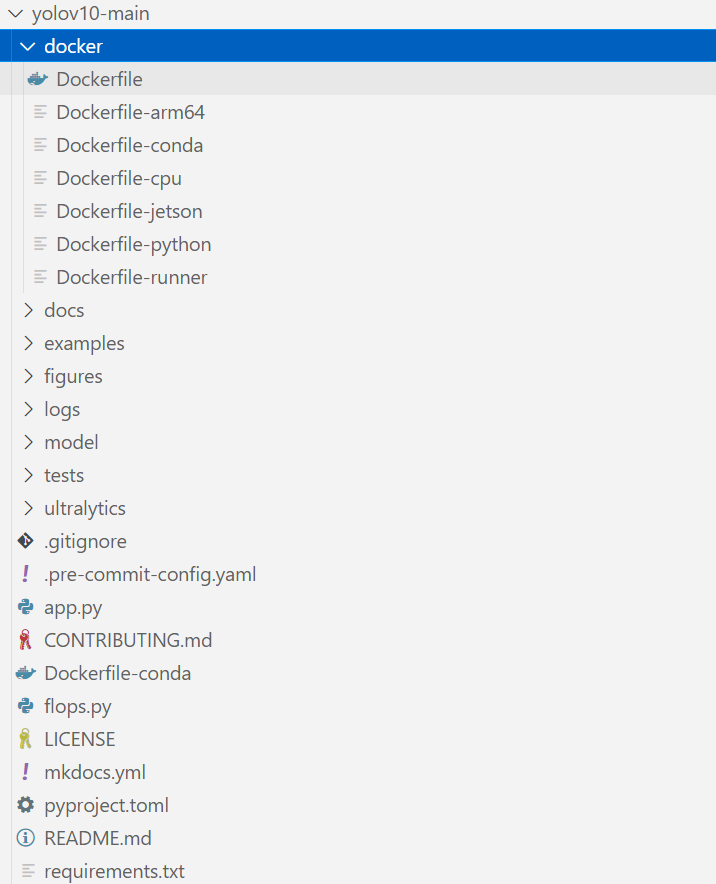 yolov10-main
docker
Dockerfile
Dockerfile-arm64
Dockerfile-conda
Dockerfile-cpu
Dockerfile-jetson
Dockerfile-python
Dockerfile-runner
docs
examples
figures
logs
model
tests
ultralytics
.gitignore
.pre-commit-config.yaml
app.py
CONTRIBUTING.md
Dockerfile-conda
flops.py
LICENSE
mkdocs.yml
pyproject.toml
README.md
requirements.txt